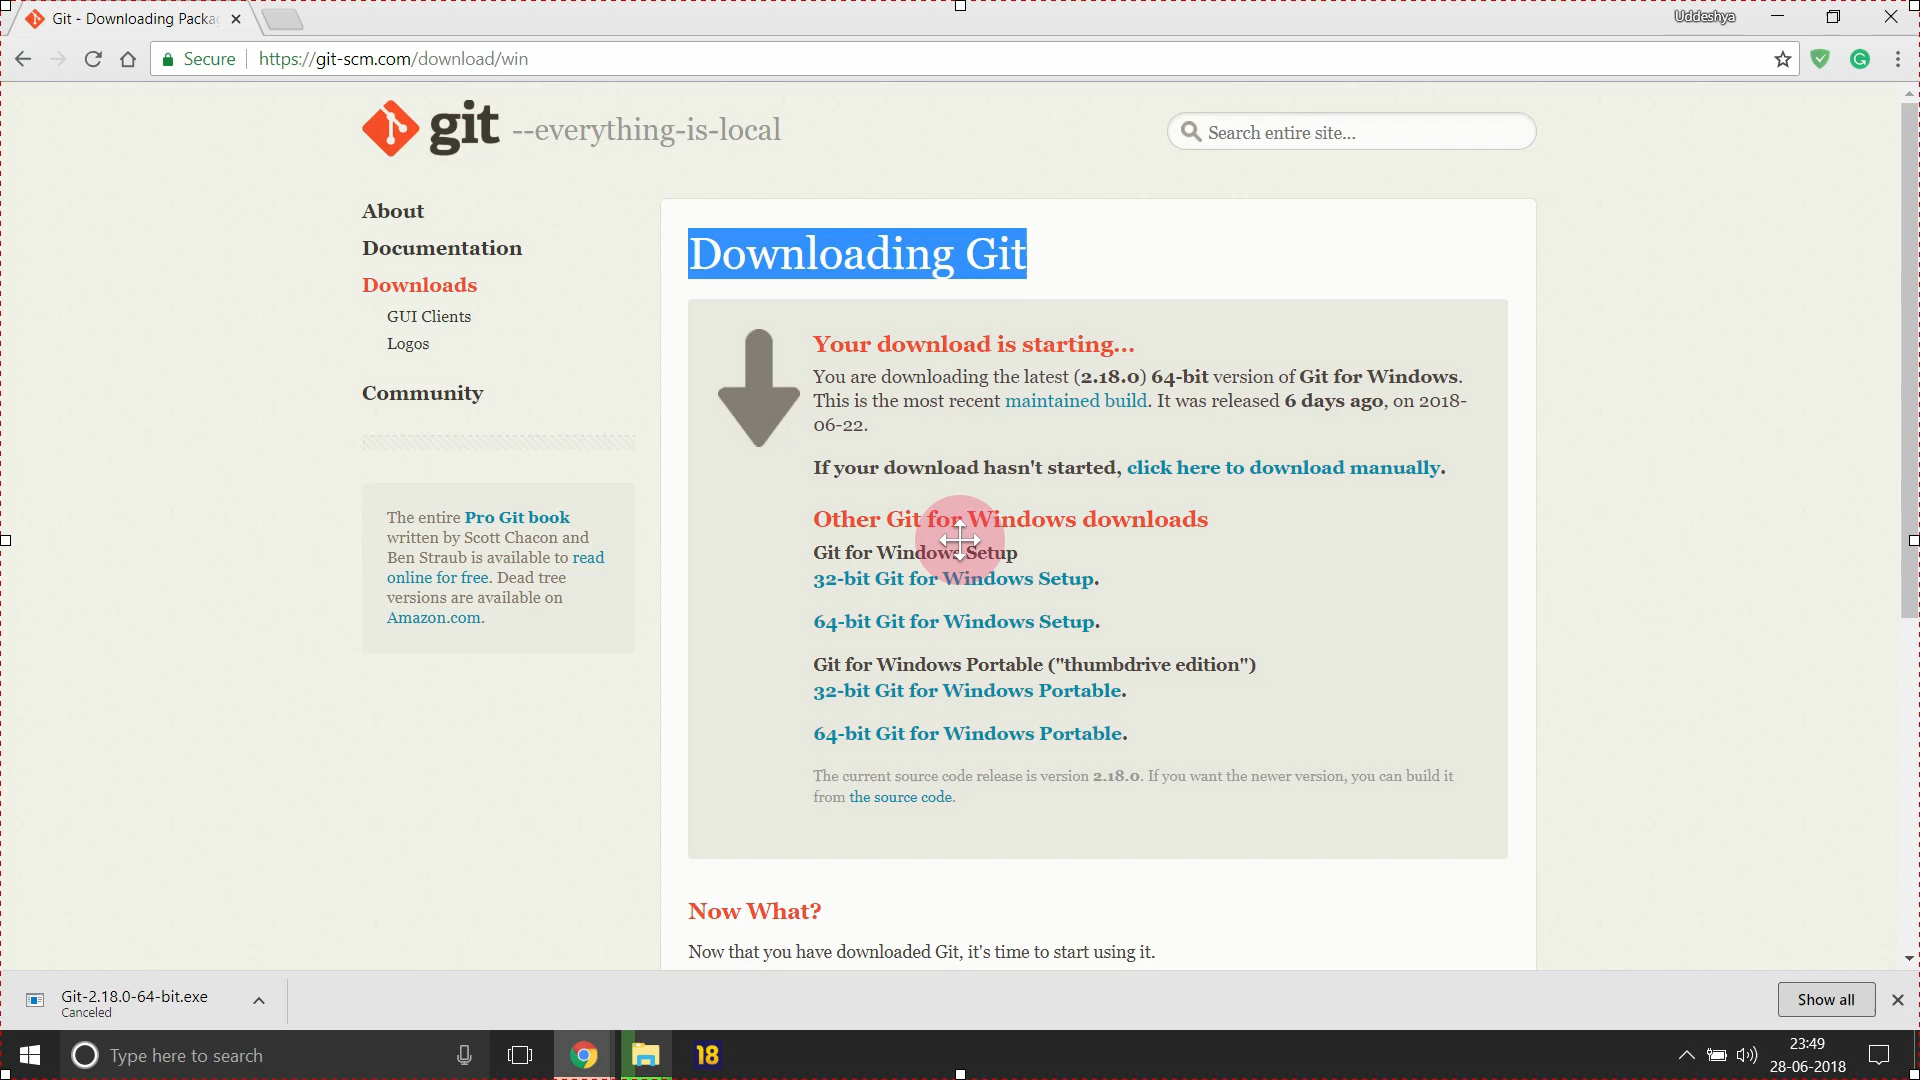 Git - Downloading Packa
Uddeshya
Secure
https://git-scm.com/download/win
git --everything-is-local
Search entire site...
About
Documentation
Downloads
GUI Clients
Logos
Community
The entire Pro Git book
written by Scott Chacon and
Ben Straub is available to read
online for free. Dead tree
versions are available on
Amazon.com.
Downloading Git
Your download is starting...
You are downloading the latest (2.18.0) 64-bit version of Git for Windows.
This is the most recent maintained build. It was released 6 days ago, on 2018-
06-22.
If your download hasn't started, click here to download manually.
Other Git for Windows downloads
Git for Windows Setup
32-bit Git for Windows Setup.
64-bit Git for Windows Setup.
Git for Windows Portable ("thumbdrive edition")
32-bit Git for Windows Portable.
64-bit Git for Windows Portable.
The current source code release is version 2.18.0. If you want the newer version, you can build it
from the source code.
Now What?
Now that you have downloaded Git, it's time to start using it.
Git-2.18.0-64-bit.exe
Canceled
Show all
Type here to search
18
23:49
28-06-2018